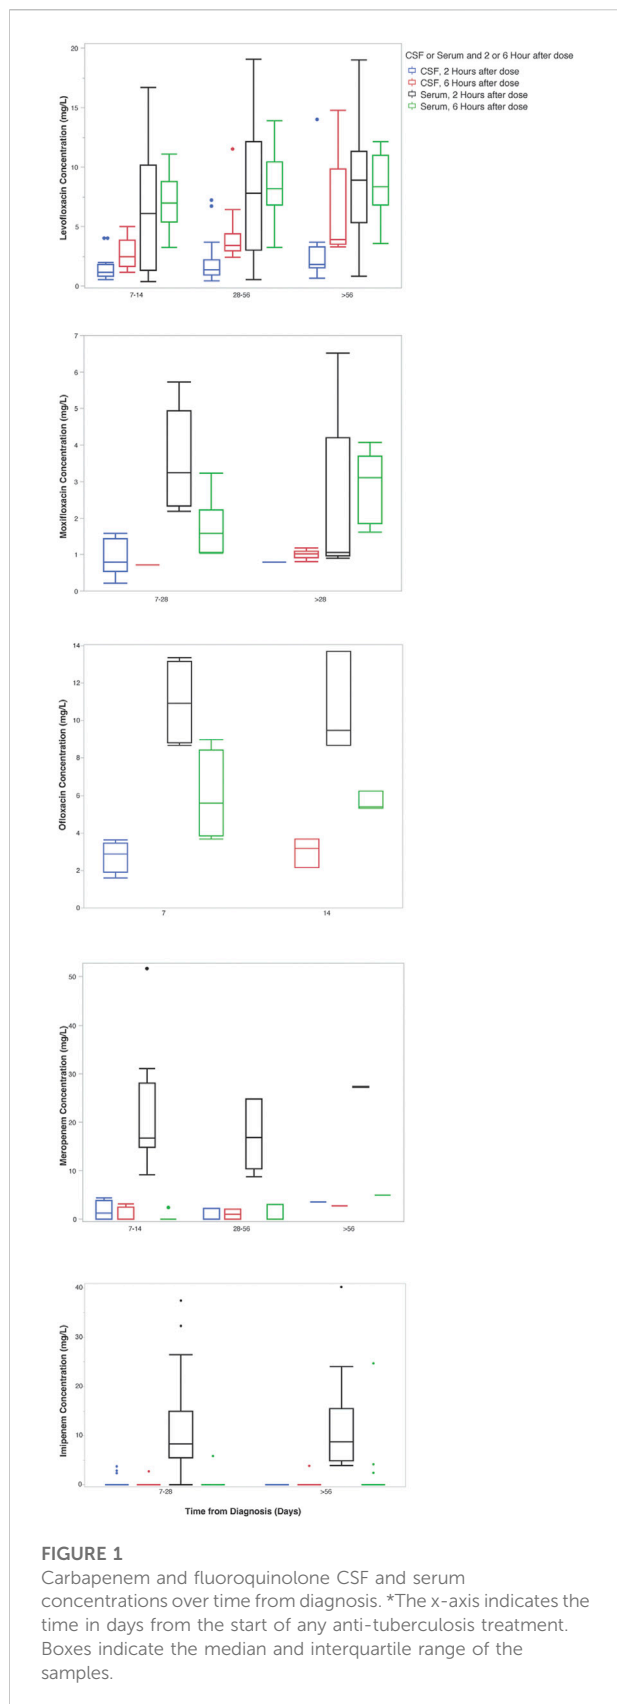 CSF or Serum and 2 or 6 Hour after dose
CSF, 2 Hours after dose
CSF, 6 Hours after dose
Serum, 2 Hours after dose
Serum, 6 Hours after dose
Levofloxacin Concentration (mg/L)
20
15
10
5
0
7-14
28-56
>56
Moxifloxacin Concentration (mg/L)
7
6
5
4
3
2
1
0
7-28
>28
Ofloxacin Concentration (mg/L)
14
12
10
8
6
4
2
0
7
14
Meropenem Concentration (mg/L)
50
40
30
20
10
0
7-14
28-56
>56
Imipenem Concentration (mg/L)
40
30
20
10
0
7-28
>56
Time from Diagnosis (Days)
FIGURE 1
Carbapenem and fluoroquinolone CSF and serum
concentrations over time from diagnosis. *The x-axis indicates the
time in days from the start of any anti-tuberculosis treatment.
Boxes indicate the median and interquartile range of the
samples.